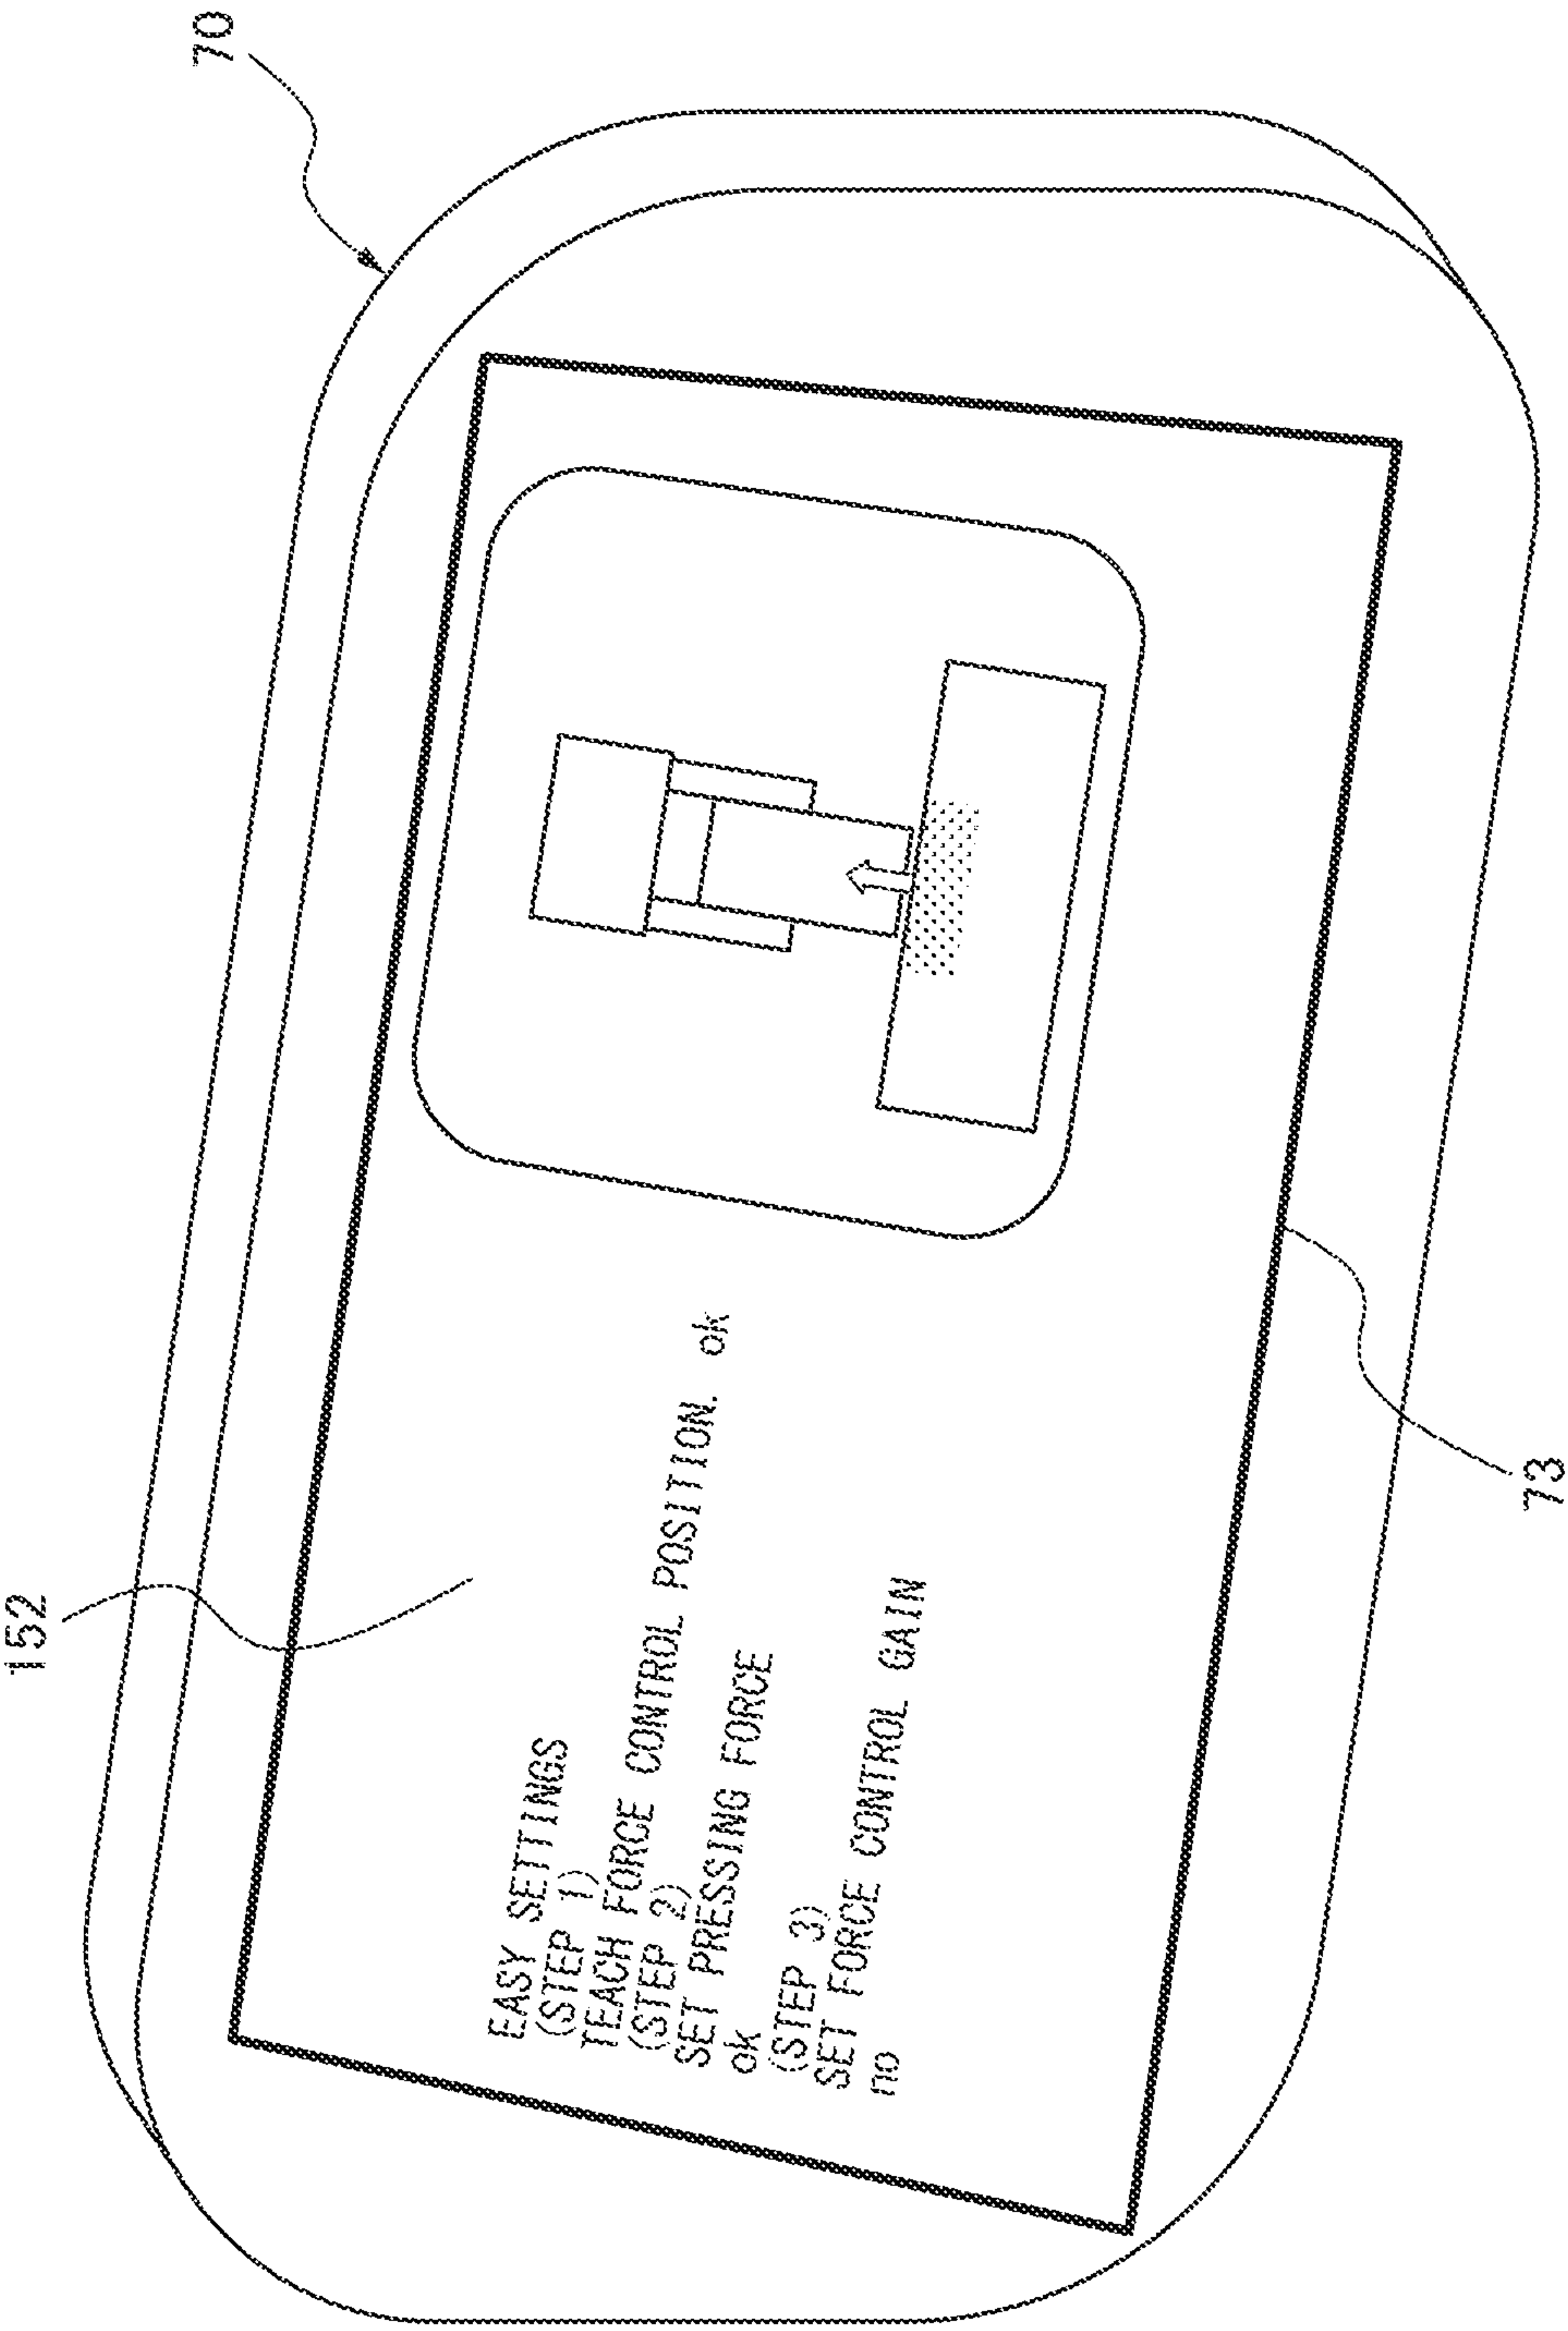 70
152
EASY SETTINGS
(STEP 1)
TEACH FORCE CONTROL POSITION. ok
(STEP 2)
SET PRESSING FORCE
ok
(STEP 3)
SET FORCE CONTROL GAIN
no
73